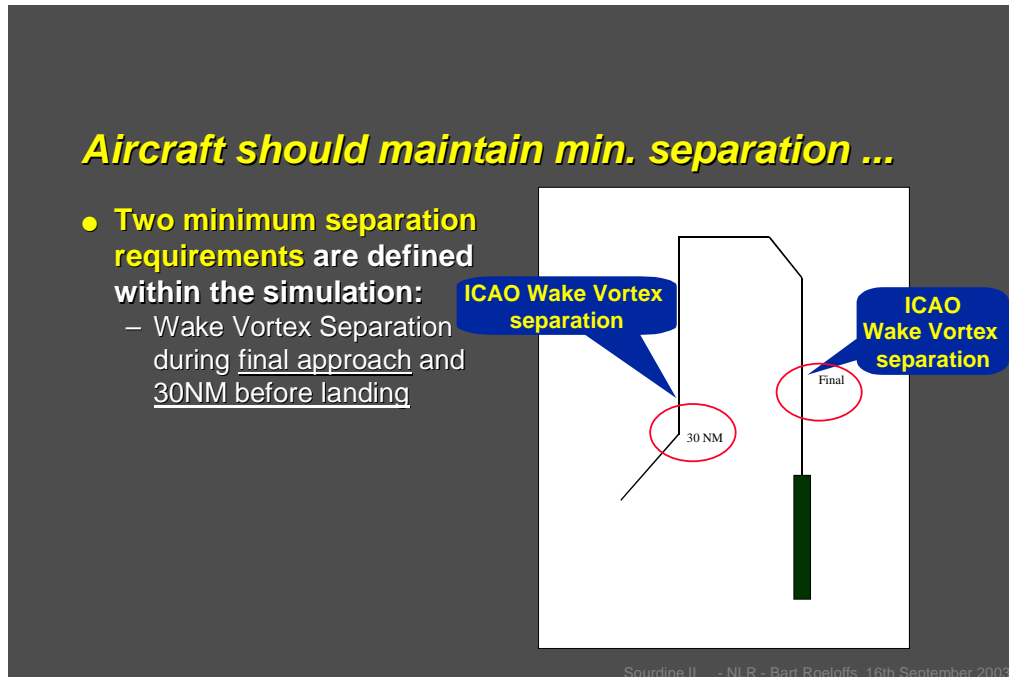 Aircraft should maintain min. separation ...
● Two minimum separation
requirements are defined
within the simulation:
– Wake Vortex Separation
during final approach and
30NM before landing
ICAO Wake Vortex
separation
ICAO
Wake Vortex
separation
Final
30 NM
Sourdine II - NLR - Bart Roeloffs, 16th September 2003